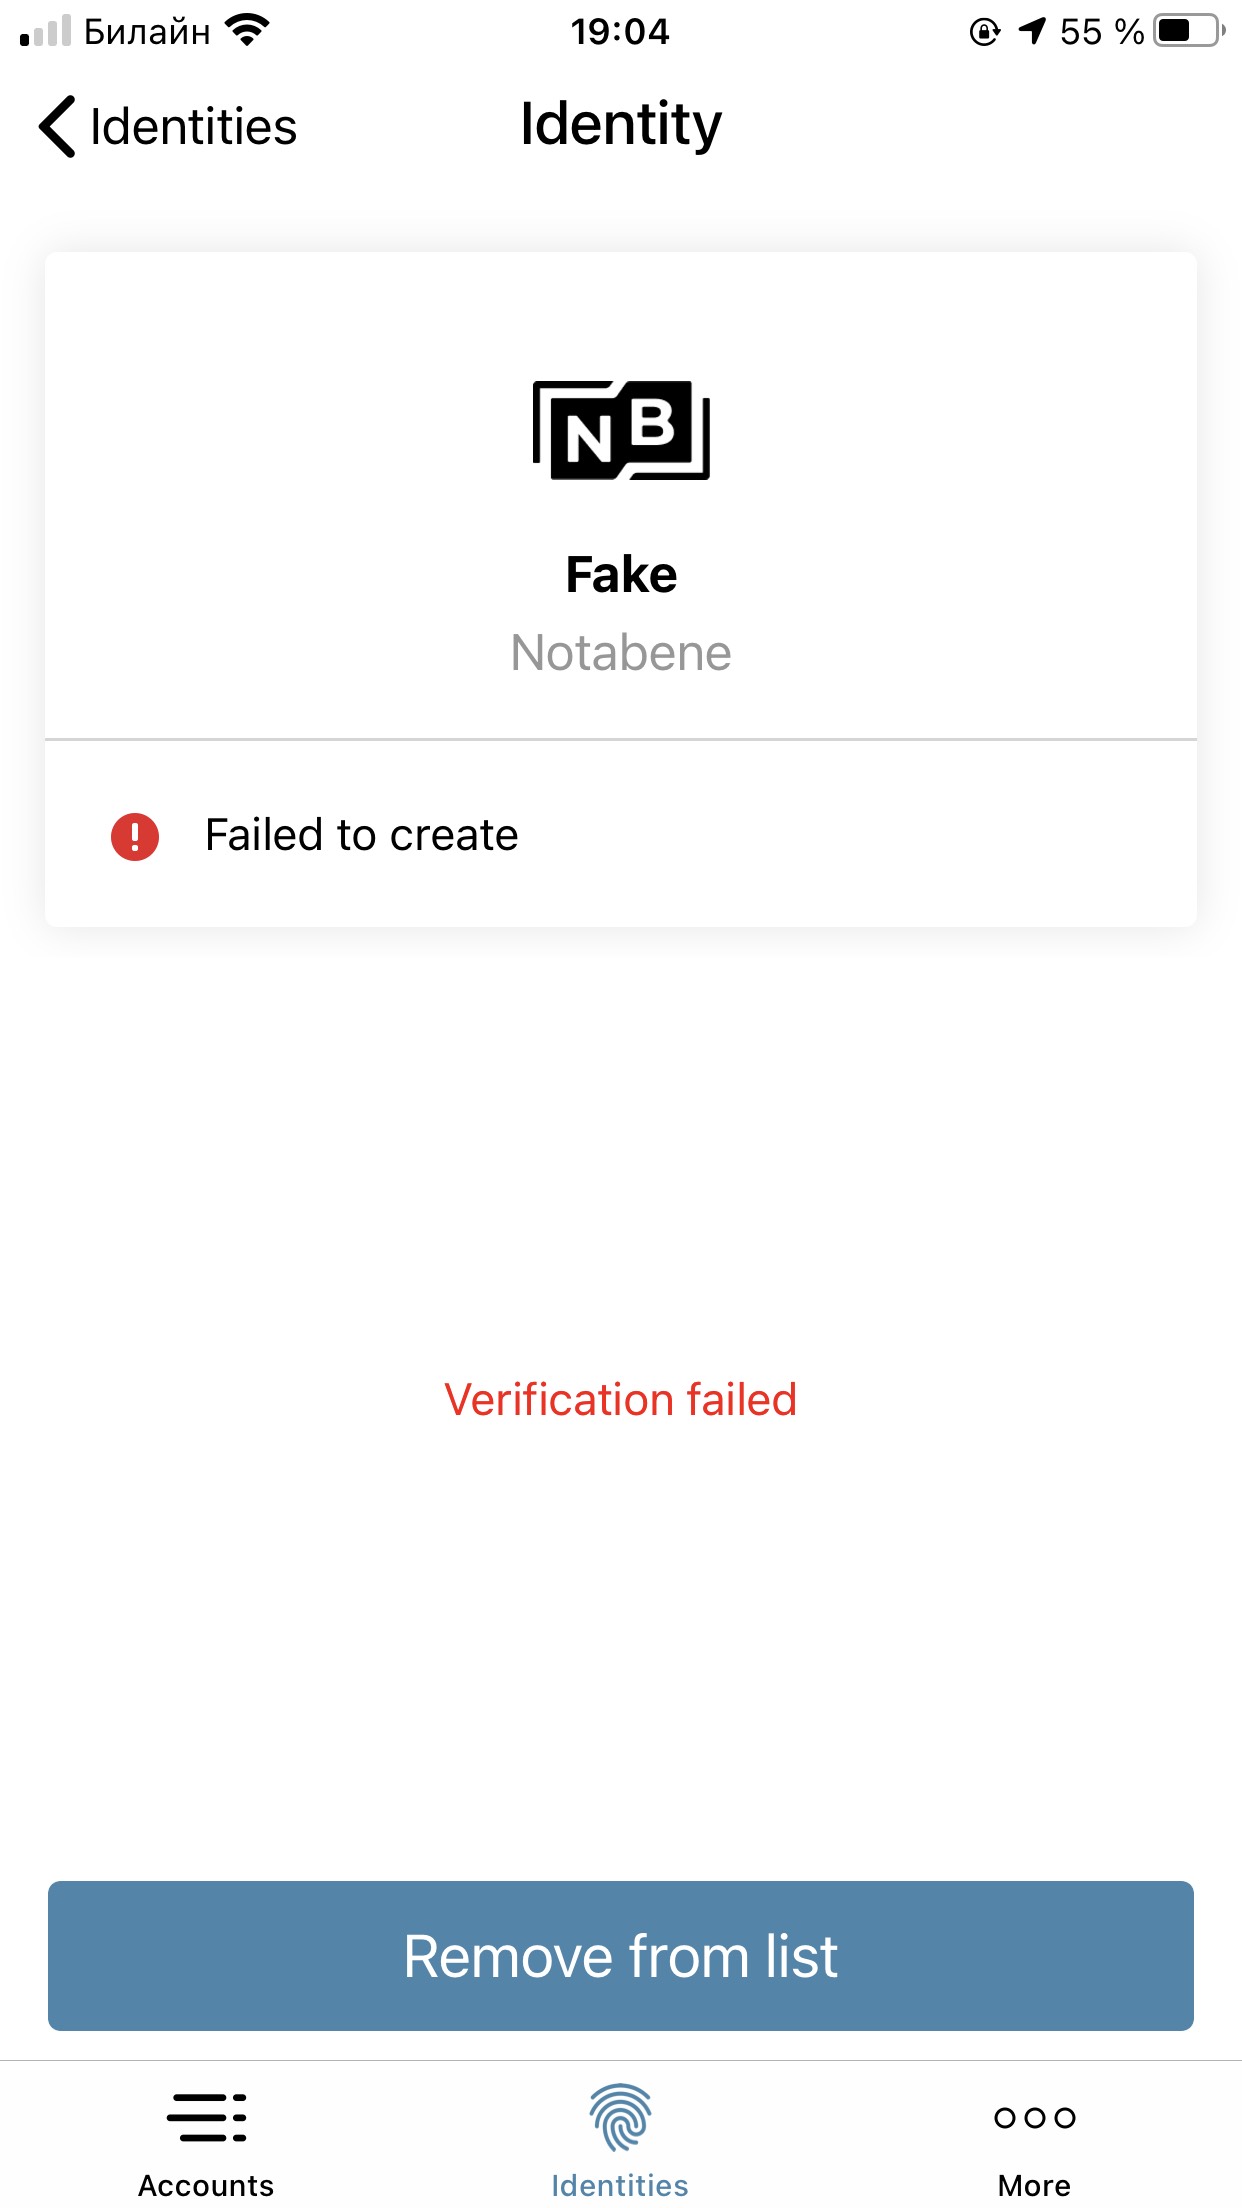 Билайн 19:04 55 %
Identities Identity
NB
Fake
Notabene
Failed to create
Verification failed
Remove from list
Accounts Identities More